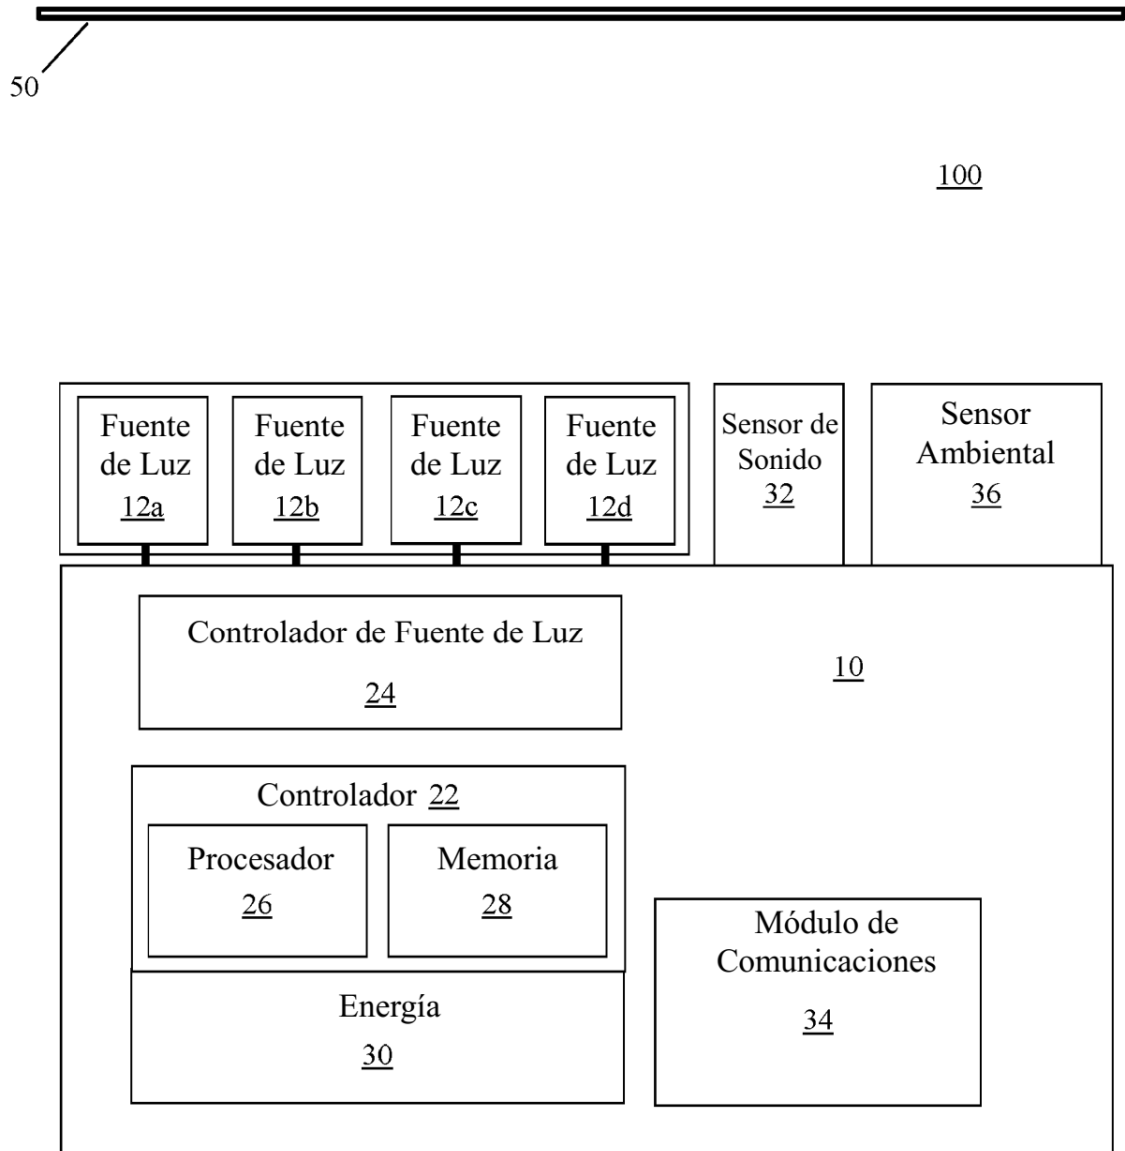 50
100
Fuente
de Luz
12a
Fuente
de Luz
12b
Fuente
de Luz
12c
Fuente
de Luz
12d
Sensor de
Sonido
32
Sensor
Ambiental
36
Controlador de Fuente de Luz
24
10
Controlador 22
Procesador
26
Memoria
28
Energía
30
Módulo de
Comunicaciones
34